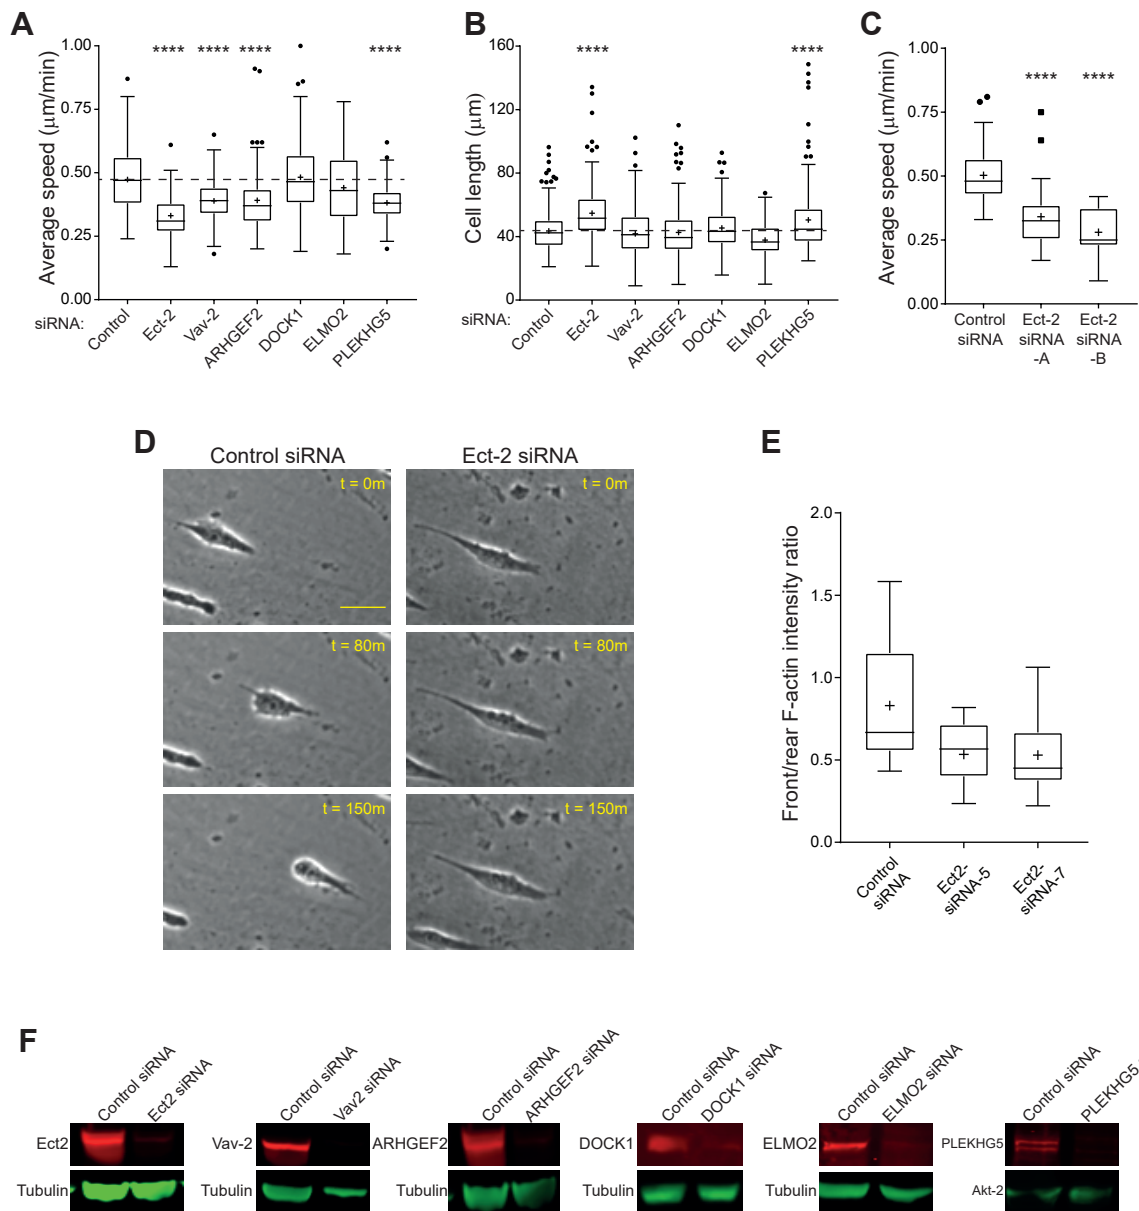 A
Average speed (μm/min)
1.00
0.75
0.50
0.25
0.00
**** **** **** ****
siRNA:
Control
Ect-2
Vav-2
ARHGEF2
DOCK1
ELMO2
PLEKHG5
B
Cell length (μm)
160
120
80
40
0
**** ****
siRNA:
Control
Ect-2
Vav-2
ARHGEF2
DOCK1
ELMO2
PLEKHG5
C
Average speed (μm/min)
1.00
0.75
0.50
0.25
0.00
**** ****
Control
siRNA
Ect-2
siRNA
-A
Ect-2
siRNA
-B
D
Control siRNA
Ect-2 siRNA
t = 0m
t = 0m
t = 80m
t = 80m
t = 150m
t = 150m
E
Front/rear F-actin intensity ratio
2.0
1.5
1.0
0.5
0.0
Control
siRNA
Ect2-
siRNA-5
Ect2-
siRNA-7
F
Control siRNA
Ect2 siRNA
Ect2
Tubulin
Control siRNA
Vav2 siRNA
Vav-2
Tubulin
Control siRNA
ARHGEF2 siRNA
ARHGEF2
Tubulin
Control siRNA
DOCK1 siRNA
DOCK1
Tubulin
Control siRNA
ELMO2 siRNA
ELMO2
Tubulin
Control siRNA
PLEKHG5
PLEKHG5
Akt-2